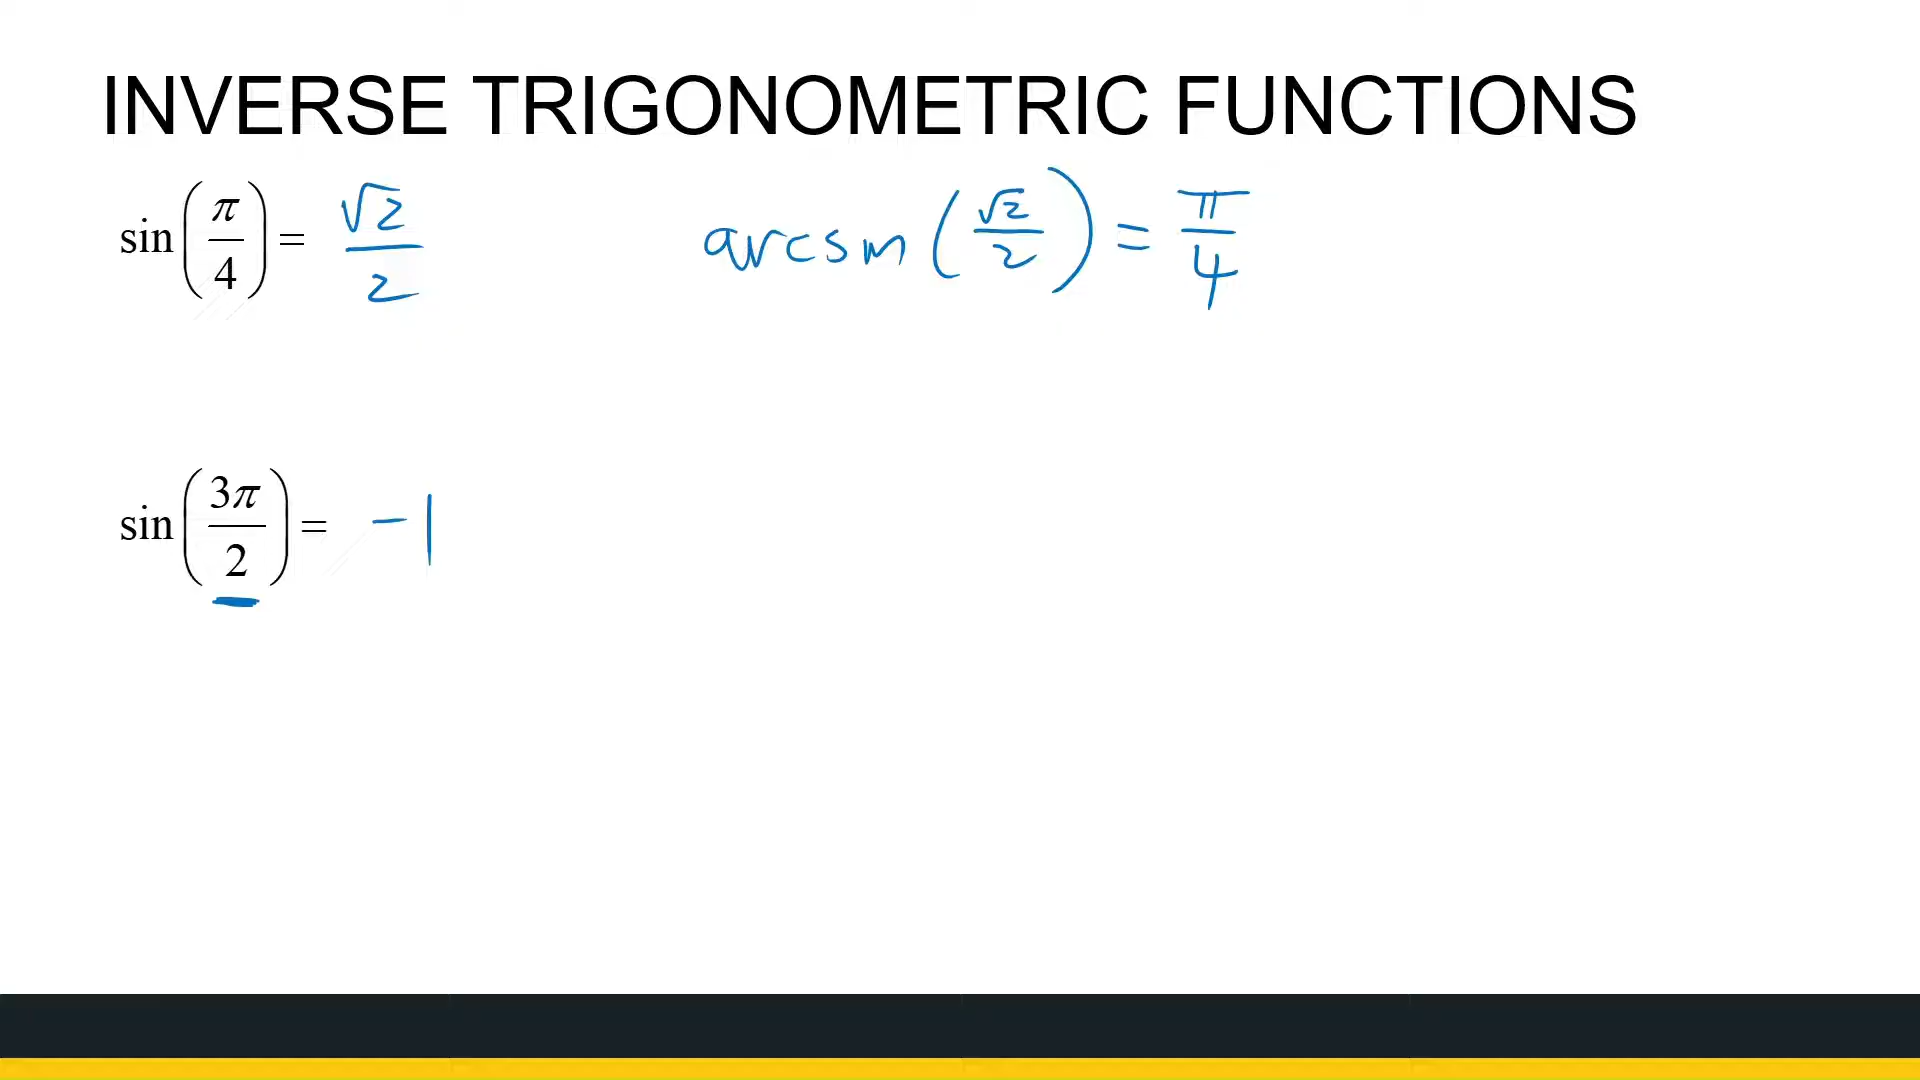 INVERSE TRIGONOMETRIC FUNCTIONS
sin(π/4) = √2/2
arcsin(√2/2) = π/4
sin(3π/2) = -1